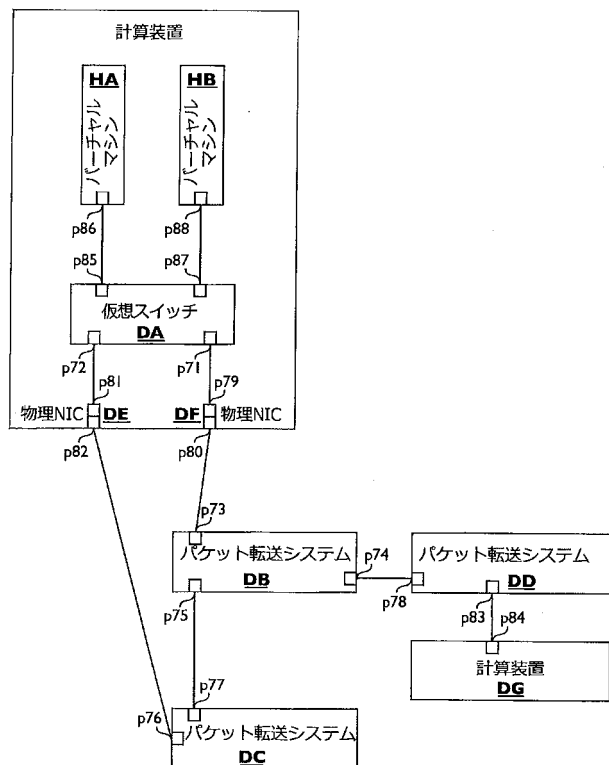 計算装置
HA
バーチャル
マシン
HB
バーチャル
マシン
p86
p88
p85
p87
仮想スイッチ
DA
p72
p71
p81
p79
物理NIC DE
DF 物理NIC
p82
p80
p73
パケット転送システム
DB
p74
パケット転送システム
DD
p75
p78
p83
p84
計算装置
DG
p77
p76
パケット転送システム
DC